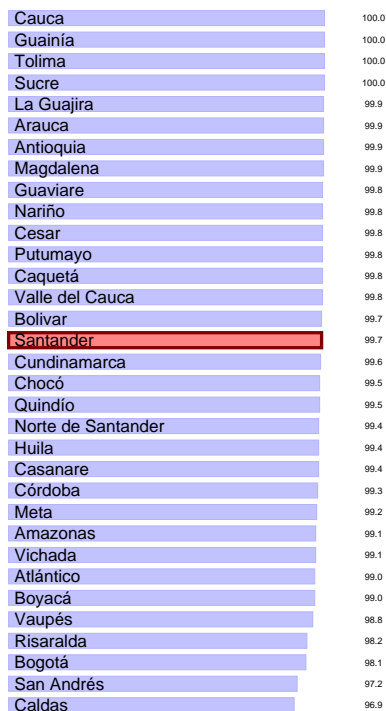 Cauca 100.0
Guainía 100.0
Tolima 100.0
Sucre 100.0
La Guajira 99.9
Arauca 99.9
Antioquia 99.9
Magdalena 99.9
Guaviare 99.8
Nariño 99.8
Cesar 99.8
Putumayo 99.8
Caquetá 99.8
Valle del Cauca 99.8
Bolivar 99.7
Santander 99.7
Cundinamarca 99.6
Chocó 99.5
Quindío 99.5
Norte de Santander 99.4
Huila 99.4
Casanare 99.4
Córdoba 99.3
Meta 99.2
Amazonas 99.1
Vichada 99.1
Atlántico 99.0
Boyacá 99.0
Vaupés 98.8
Risaralda 98.2
Bogotá 98.1
San Andrés 97.2
Caldas 96.9